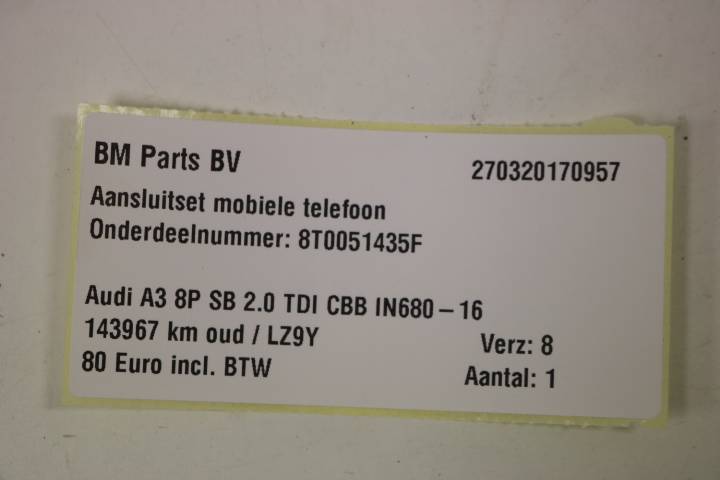 BM Parts BV 270320170957
Aansluitset mobiele telefoon
Onderdeelnummer: 8T0051435F
Audi A3 8P SB 2.0 TDI CBB IN680-16
143967 km oud / LZ9Y Verz: 8
80 Euro incl. BTW Aantal: 1